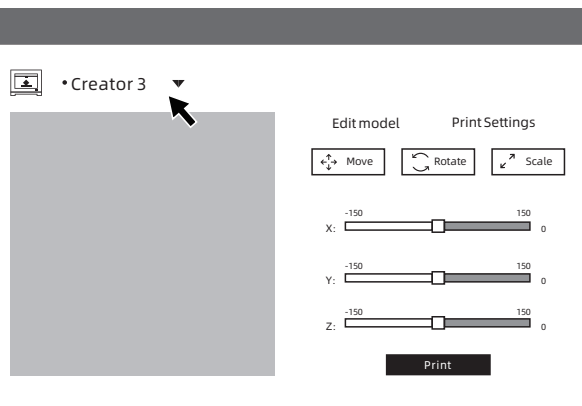 •Creator 3
Edit model Print Settings
Move Rotate Scale
-150 150
X: 0
-150 150
Y: 0
-150 150
Z: 0
Print